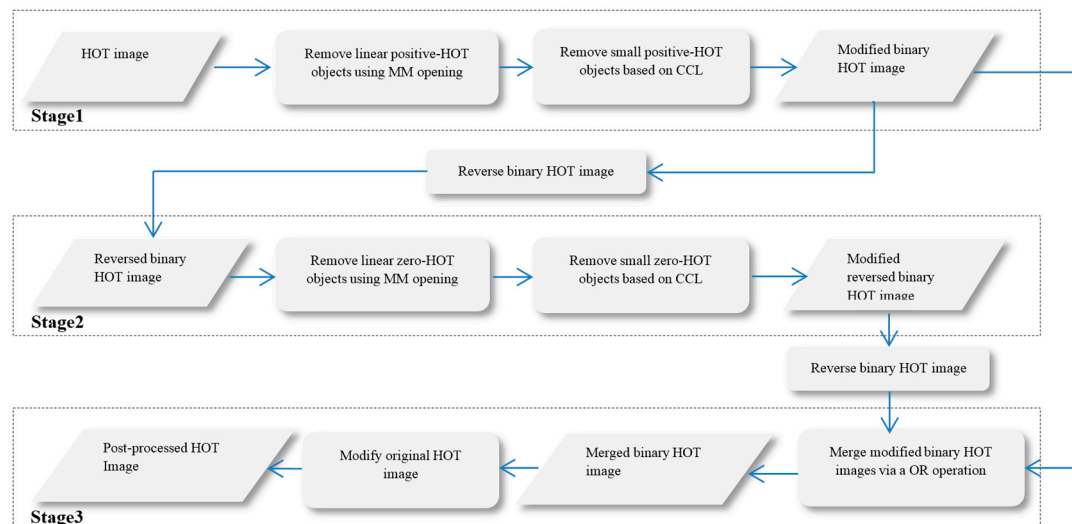 HOT image
Remove linear positive-HOT
objects using MM opening
Remove small positive-HOT
objects based on CCL
Modified binary
HOT image
Stage1
Reverse binary HOT image
Reversed binary
HOT image
Remove linear zero-HOT
objects using MM opening
Remove small zero-HOT
objects based on CCL
Modified
reversed binary
HOT image
Stage2
Reverse binary HOT image
Post-processed HOT
Image
Modify original HOT
image
Merged binary HOT
image
Merge modified binary HOT
images via a OR operation
Stage3